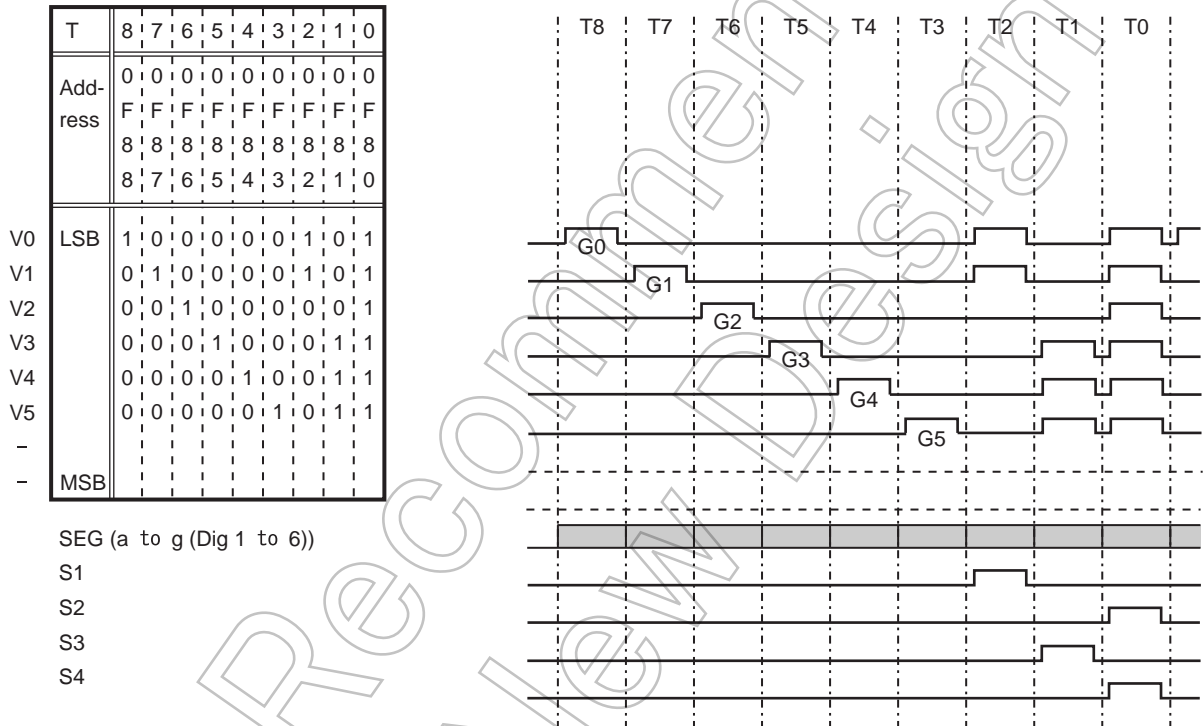 T 8 7 6 5 4 3 2 1 0
Add-
ress
0 0 0 0 0 0 0 0 0
F F F F F F F F F
8 8 8 8 8 8 8 8 8
8 7 6 5 4 3 2 1 0
V0 LSB 1 0 0 0 0 0 1 0 1
V1 0 1 0 0 0 0 1 0 1
V2 0 0 1 0 0 0 0 0 1
V3 0 0 0 1 0 0 0 1 1
V4 0 0 0 0 1 0 0 1 1
V5 0 0 0 0 0 1 0 1 1
–
– MSB
SEG (a to g (Dig 1 to 6))
S1
S2
S3
S4
T8 T7 T6 T5 T4 T3 T2 T1 T0
G0
G1
G2
G3
G4
G5
Recommen
New Design